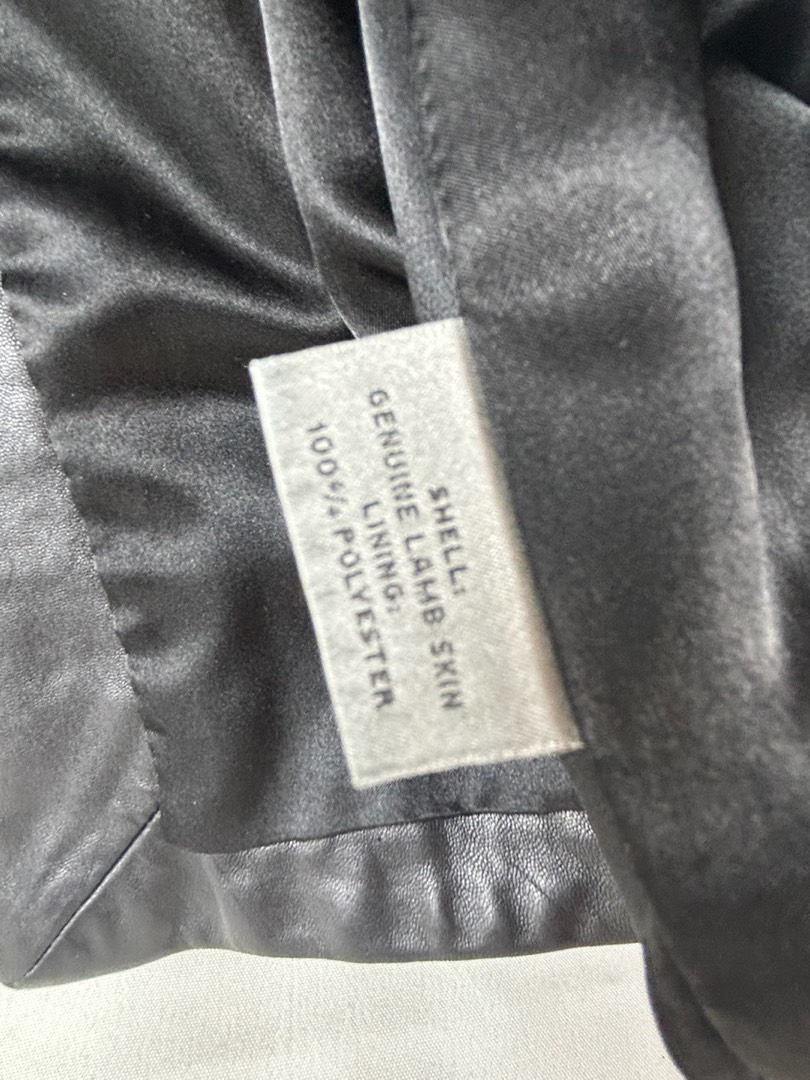 SHELL:
GENUINE LAMB SKIN
LINING:
100% POLYESTER